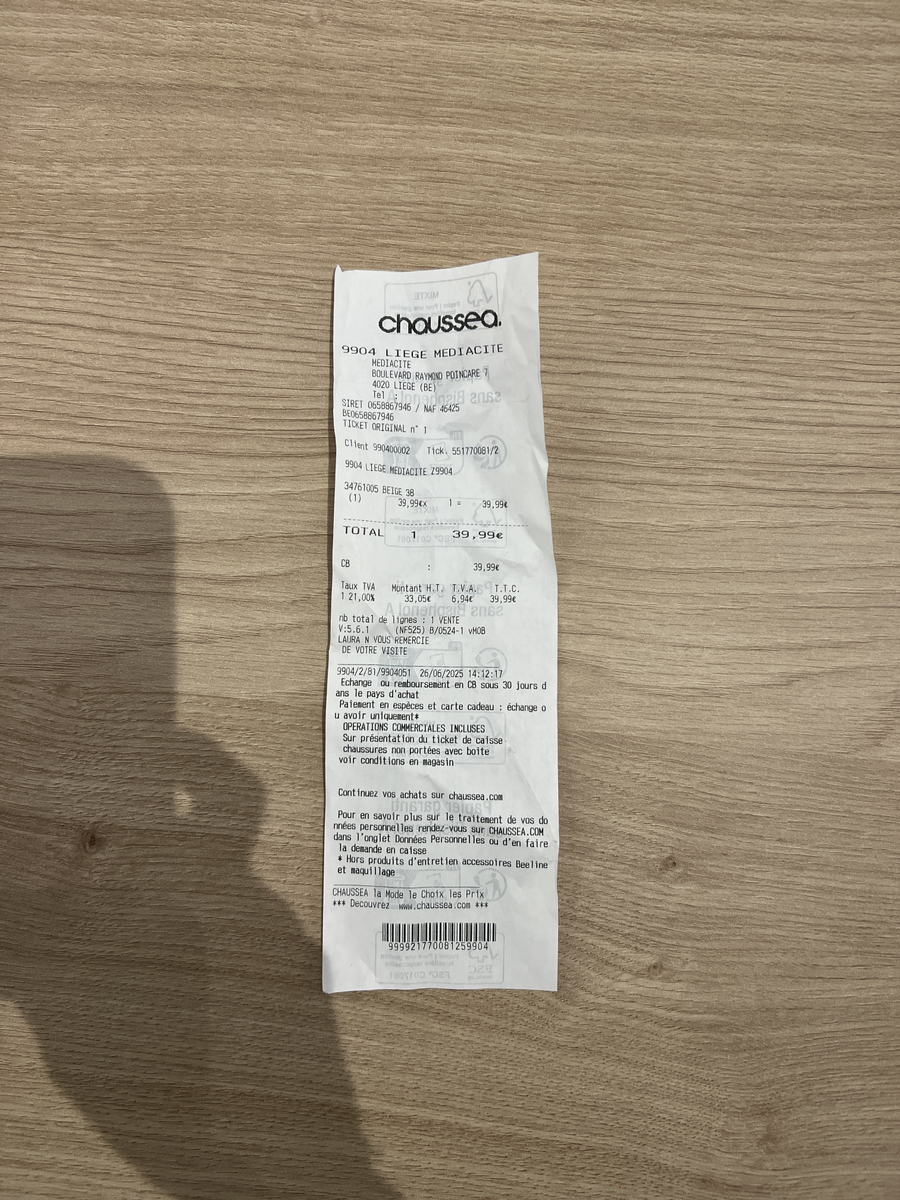 chaussea.
9904 LIEGE MEDIACITE
MEDIACITE
BOULEVARD RAYMOND POINCARE 7
4020 LIEGE (BE)
Tel :
SIRET 0658867946 / NAF 46425
BE0658867946
TICKET ORIGINAL n° 1
Client 990400002 Tick. 551770081/2
9904 LIEGE MEDIACITE Z9904
34761005 BEIGE 38
(1) 39,99€x 1 = 39,99€
TOTAL 1 39,99€
CB : 39,99€
Taux TVA Montant H.T. T.V.A. T.T.C.
1 21,00% 33,05€ 6,94€ 39,99€
nb total de lignes : 1 VENTE
V:5.6.1 (NF525) B/0524-1 vMOB
LAURA N VOUS REMERCIE
DE VOTRE VISITE
9904/2/81/9904051 26/06/2025 14:12:17
Echange ou remboursement en CB sous 30 jours d
ans le pays d'achat
Paiement en espèces et carte cadeau : échange o
u avoir uniquement*
OPERATIONS COMMERCIALES INCLUSES
Sur présentation du ticket de caisse
chaussures non portées avec boite
voir conditions en magasin
Continuez vos achats sur chaussea.com
Pour en savoir plus sur le traitement de vos do
nnées personnelles rendez-vous sur CHAUSSEA.COM
dans l'onglet Données Personnelles ou d'en faire
la demande en caisse
* Hors produits d'entretien accessoires Beeline
et maquillage
CHAUSSEA la Mode le Choix les Prix
*** Decouvrez www.chaussea.com ***
999921770081259904